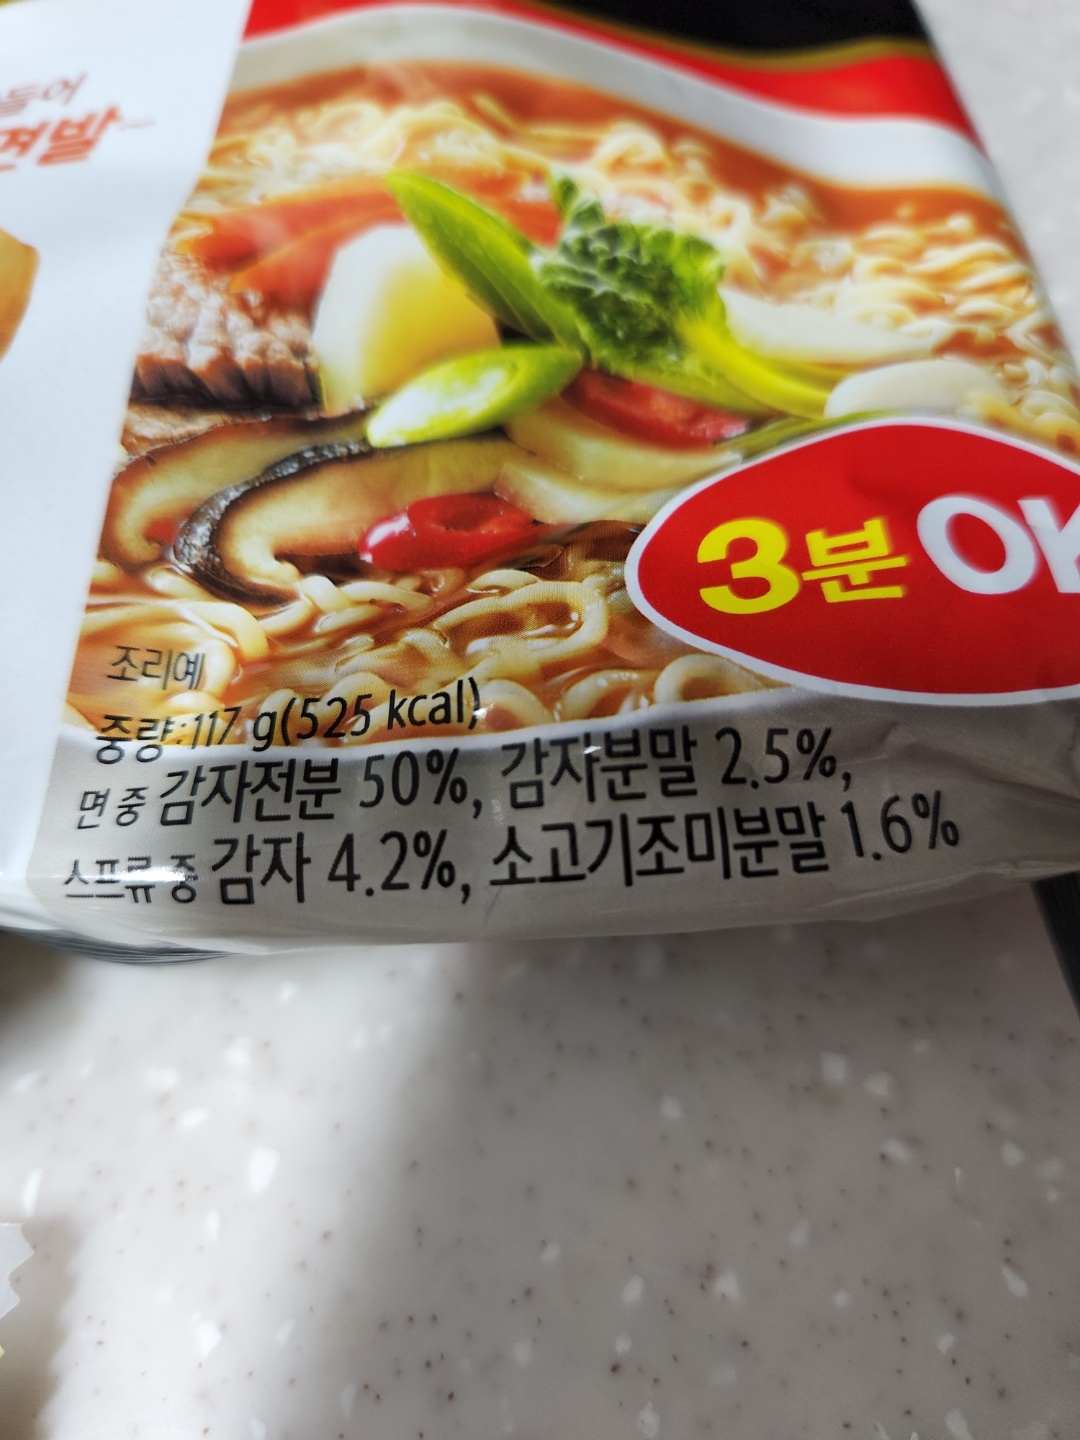 면발~
3분 OK
조리예
중량:117 g(525 kcal)
면 중 감자전분 50%, 감자분말 2.5%,
스프류 중 감자 4.2%, 소고기조미분말 1.6%